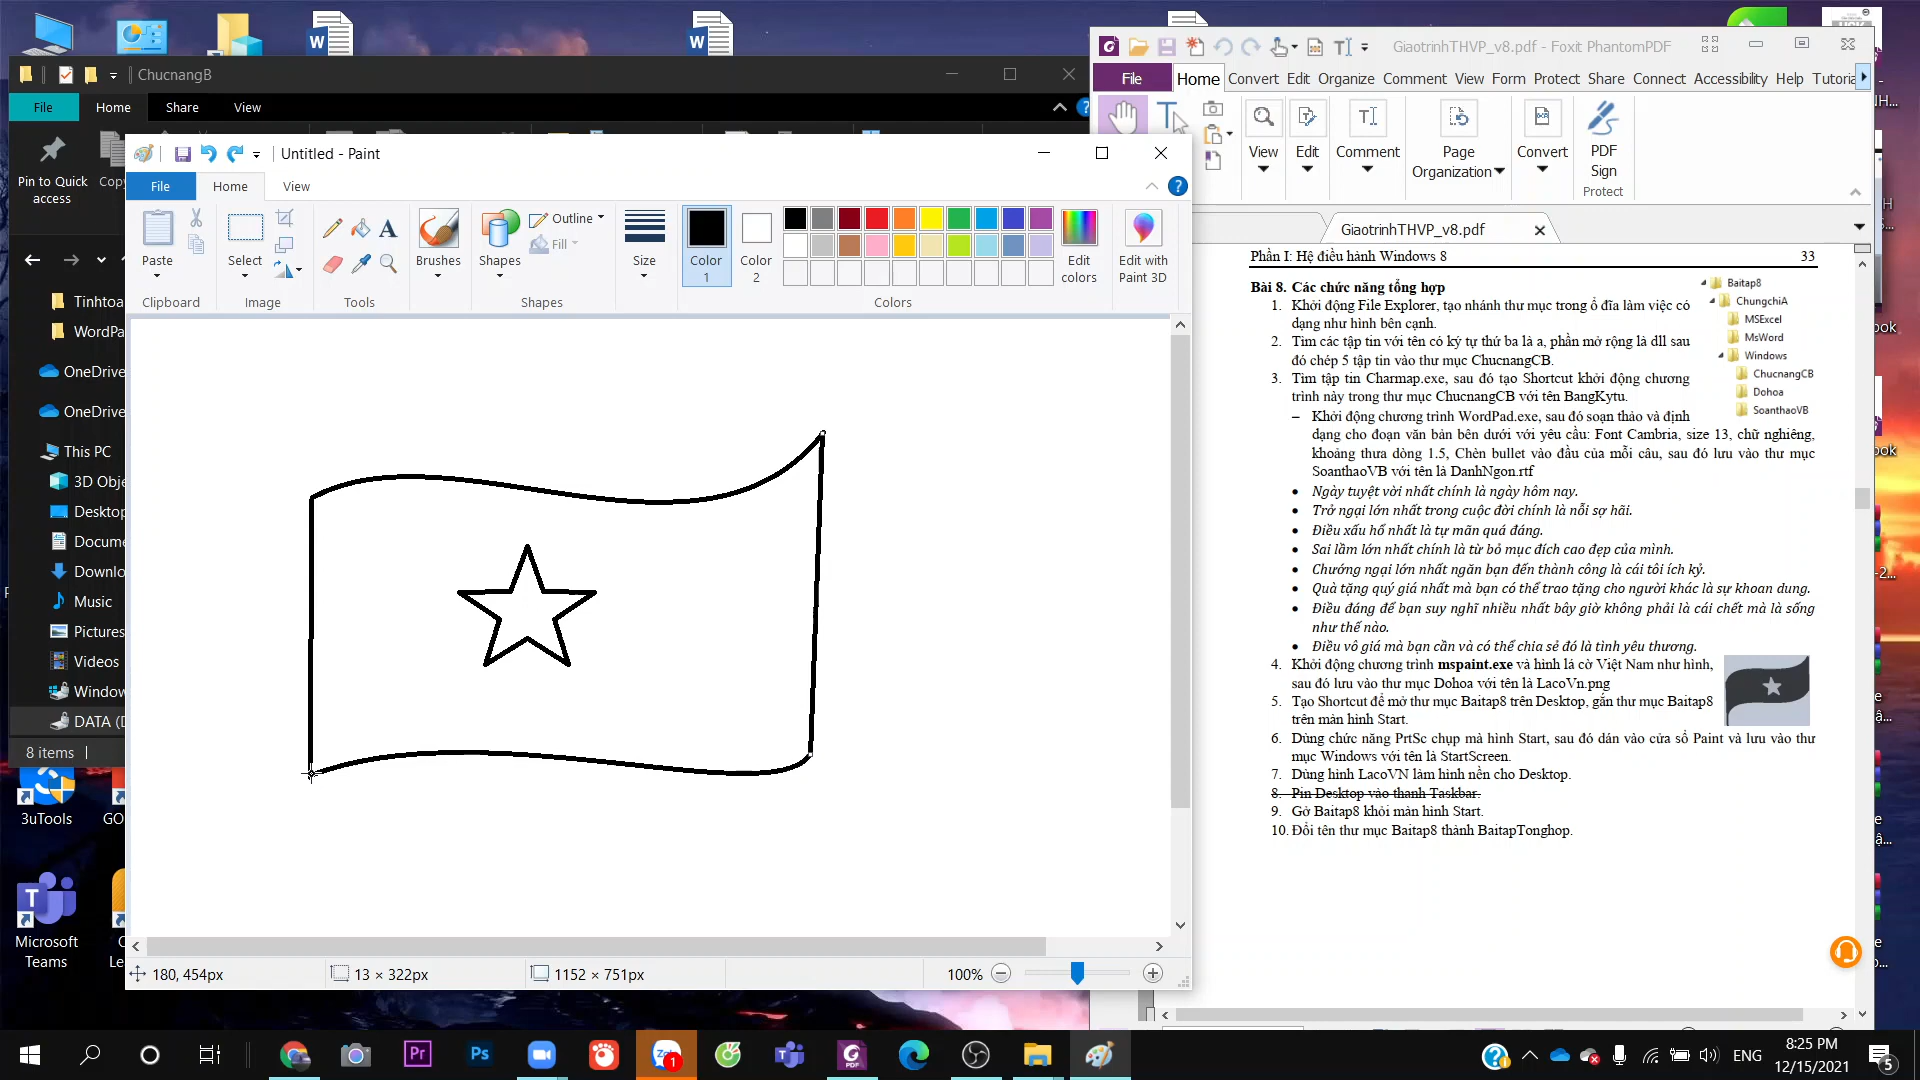 ChucnangB
File
Home
Share
View
Pin to Quick
access
Copy
Tinhtoa
WordPa
OneDrive
OneDrive
This PC
3D Obje
Desktop
Docume
Downlo
Music
Pictures
Videos
Window
DATA (D
8 items
3uTools
GO
Microsoft
Teams
Le
Untitled - Paint
File
Home
View
Paste
Select
Brushes
Shapes
Outline
Fill
Size
Color
1
Color
2
Edit
colors
Edit with
Paint 3D
Clipboard
Image
Tools
Shapes
Colors
180, 454px
13 × 322px
1152 × 751px
100%
GiaotrinhTHVP_v8.pdf - Foxit PhantomPDF
File
Home
Convert
Edit
Organize
Comment
View
Form
Protect
Share
Connect
Accessibility
Help
Tutoria
View
Edit
Comment
Page
Organization
Convert
PDF
Sign
Protect
GiaotrinhTHVP_v8.pdf
Phần I: Hệ điều hành Windows 8 33
Bài 8. Các chức năng tổng hợp
1. Khởi động File Explorer, tạo nhánh thư mục trong ổ đĩa làm việc có
dạng như hình bên cạnh.
2. Tìm các tập tin với tên có ký tự thứ ba là a, phần mở rộng là dll sau
đó chép 5 tập tin vào thư mục ChucnangCB.
3. Tìm tập tin Charmap.exe, sau đó tạo Shortcut khởi động chương
trình này trong thư mục ChucnangCB với tên BangKytu.
– Khởi động chương trình WordPad.exe, sau đó soạn thảo và định
dạng cho đoạn văn bản bên dưới với yêu cầu: Font Cambria, size 13, chữ nghiêng,
khoảng thưa dòng 1.5, Chèn bullet vào đầu của mỗi câu, sau đó lưu vào thư mục
SoanthaoVB với tên là DanhNgon.rtf
• Ngày tuyệt vời nhất chính là ngày hôm nay.
• Trở ngại lớn nhất trong cuộc đời chính là nỗi sợ hãi.
• Điều xấu hổ nhất là tự mãn quá đáng.
• Sai lầm lớn nhất chính là từ bỏ mục đích cao đẹp của mình.
• Chướng ngại lớn nhất ngăn bạn đến thành công là cái tôi ích kỷ.
• Quà tặng quý giá nhất mà bạn có thể trao tặng cho người khác là sự khoan dung.
• Điều đáng để bạn suy nghĩ nhiều nhất bây giờ không phải là cái chết mà là sống
như thế nào.
• Điều vô giá mà bạn cần và có thể chia sẻ đó là tình yêu thương.
4. Khởi động chương trình mspaint.exe và hình lá cờ Việt Nam như hình,
sau đó lưu vào thư mục Dohoa với tên là LacoVn.png
5. Tạo Shortcut để mở thư mục Baitap8 trên Desktop, gắn thư mục Baitap8
trên màn hình Start.
6. Dùng chức năng PrtSc chụp mà hình Start, sau đó dán vào cửa sổ Paint và lưu vào thư
mục Windows với tên là StartScreen.
7. Dùng hình LacoVN làm hình nền cho Desktop.
8. Pin Desktop vào thanh Taskbar.
9. Gở Baitap8 khỏi màn hình Start.
10. Đổi tên thư mục Baitap8 thành BaitapTonghop.
Baitap8
ChungchiA
MSExcel
MsWord
Windows
ChucnangCB
Dohoa
SoanthaoVB
ENG
8:25 PM
12/15/2021
5